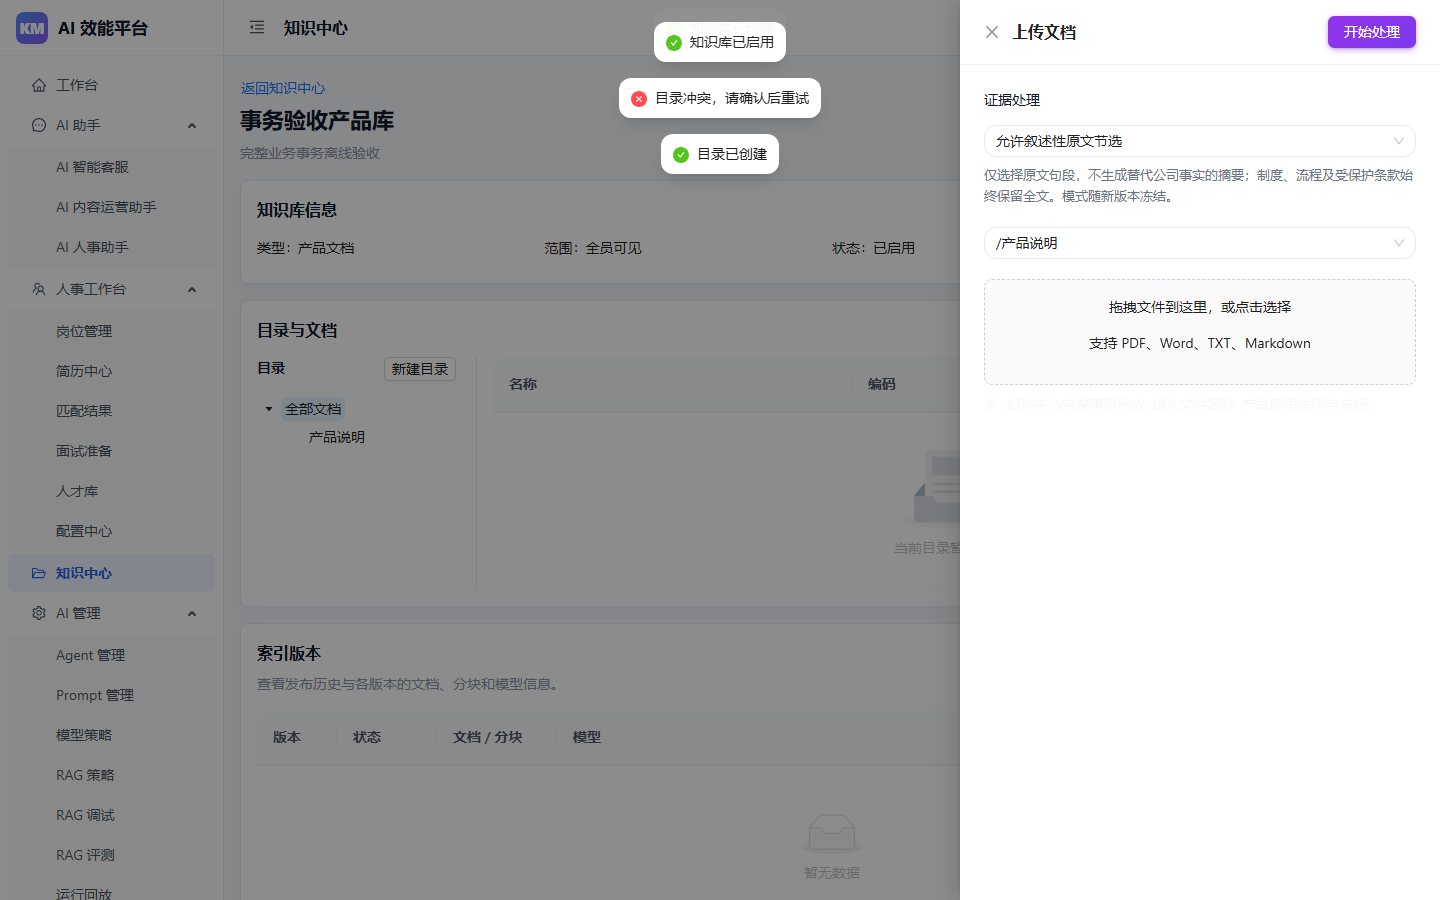 KM AI 效能平台
工作台
AI 助手
AI 智能客服
AI 内容运营助手
AI 人事助手
人事工作台
岗位管理
简历中心
匹配结果
面试准备
人才库
配置中心
知识中心
AI 管理
Agent 管理
Prompt 管理
模型策略
RAG 策略
RAG 调试
RAG 评测
运行回放
知识中心
知识库已启用
目录冲突，请确认后重试
目录已创建
返回知识中心
事务验收产品库
完整业务事务离线验收
知识库信息
类型：产品文档 范围：全员可见 状态：已启用
目录与文档
目录 新建目录
全部文档
产品说明
名称 编码
当前目录暂
索引版本
查看发布历史与各版本的文档、分块和模型信息。
版本 状态 文档 / 分块 模型
暂无数据
上传文档 开始处理
证据处理
允许叙述性原文节选
仅选择原文句段，不生成替代公司事实的摘要；制度、流程及受保护条款始
终保留全文。模式随新版本冻结。
/产品说明
拖拽文件到这里，或点击选择
支持 PDF、Word、TXT、Markdown